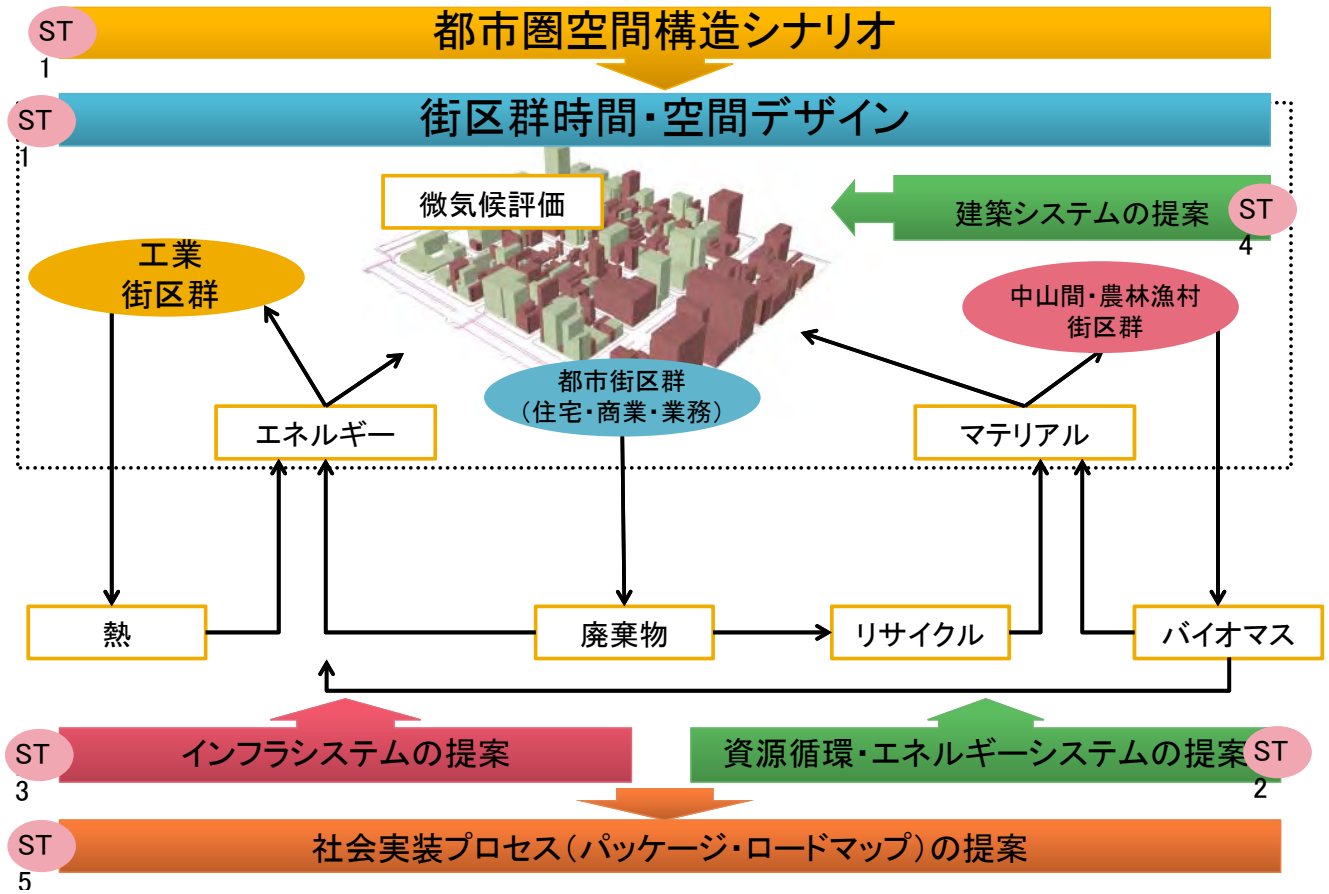 ST
1
都市圏空間構造シナリオ
ST
1
街区群時間・空間デザイン
微気候評価
建築システムの提案
ST
4
工業
街区群
中山間・農林漁村
街区群
都市街区群
(住宅・商業・業務)
エネルギー
マテリアル
熱
廃棄物
リサイクル
バイオマス
ST
3
インフラシステムの提案
資源循環・エネルギーシステムの提案
ST
2
ST
5
社会実装プロセス(パッケージ・ロードマップ)の提案